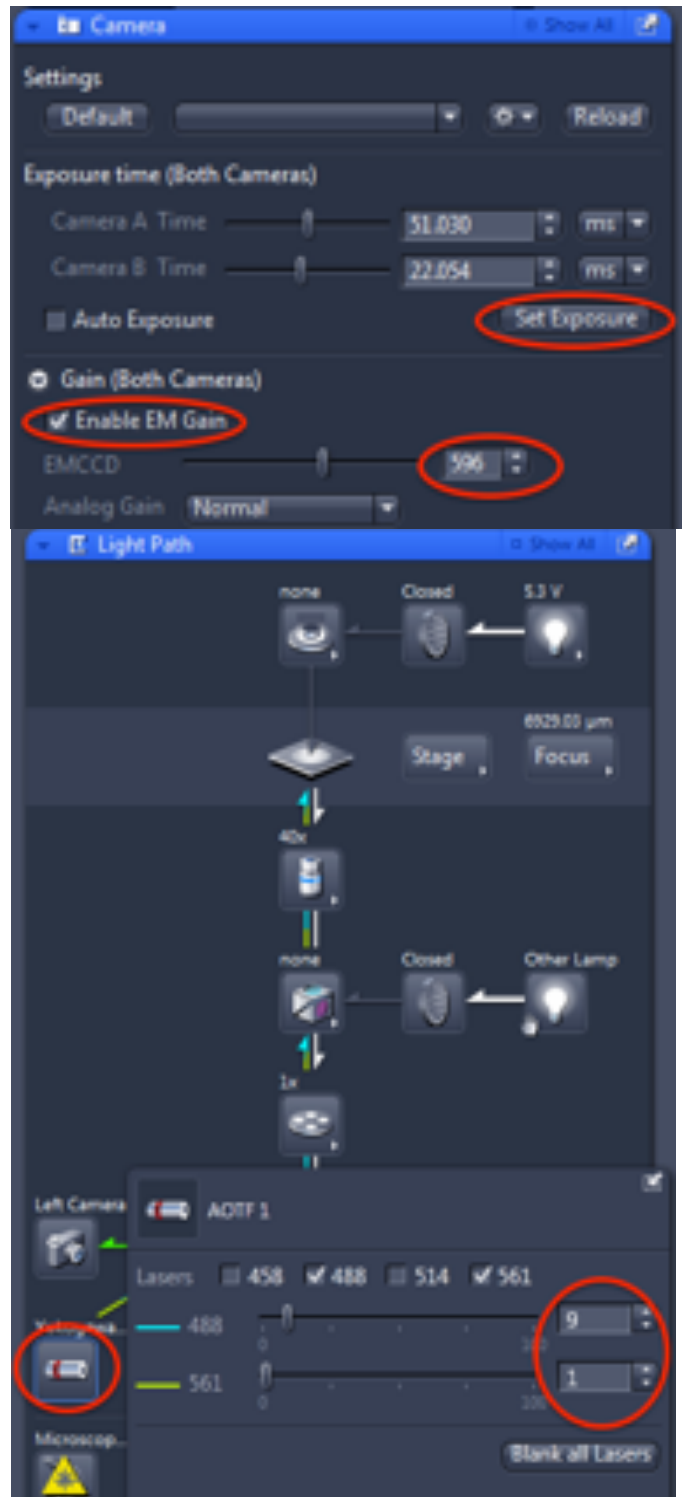 Camera Show All
Settings
Default Reload
Exposure time (Both Cameras)
Camera A Time 51.030 ms
Camera B Time 22.054 ms
Auto Exposure Set Exposure
Gain (Both Cameras)
Enable EM Gain
EMCCD 596
Analog Gain Normal
Light Path Show All
none Closed 5.3 V
6929.03 µm
Stage Focus
40x
none Closed Other Lamp
1x
Left Camera AOTF 1
Lasers 458 488 514 561
488 9
0 100
561 1
0 100
Microscop...
Blank all Lasers